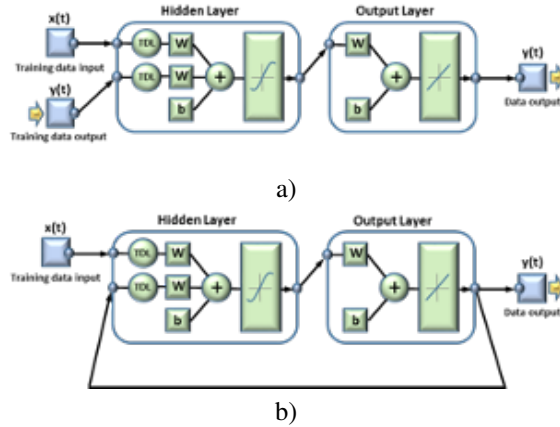 Hidden Layer
Output Layer
x(t)
Training data input
TDL
W
y(t)
Training data output
TDL
W
+
b
W
+
b
y(t)
Data output
a)
Hidden Layer
Output Layer
x(t)
Training data input
TDL
W
TDL
W
+
b
W
+
b
y(t)
Data output
b)